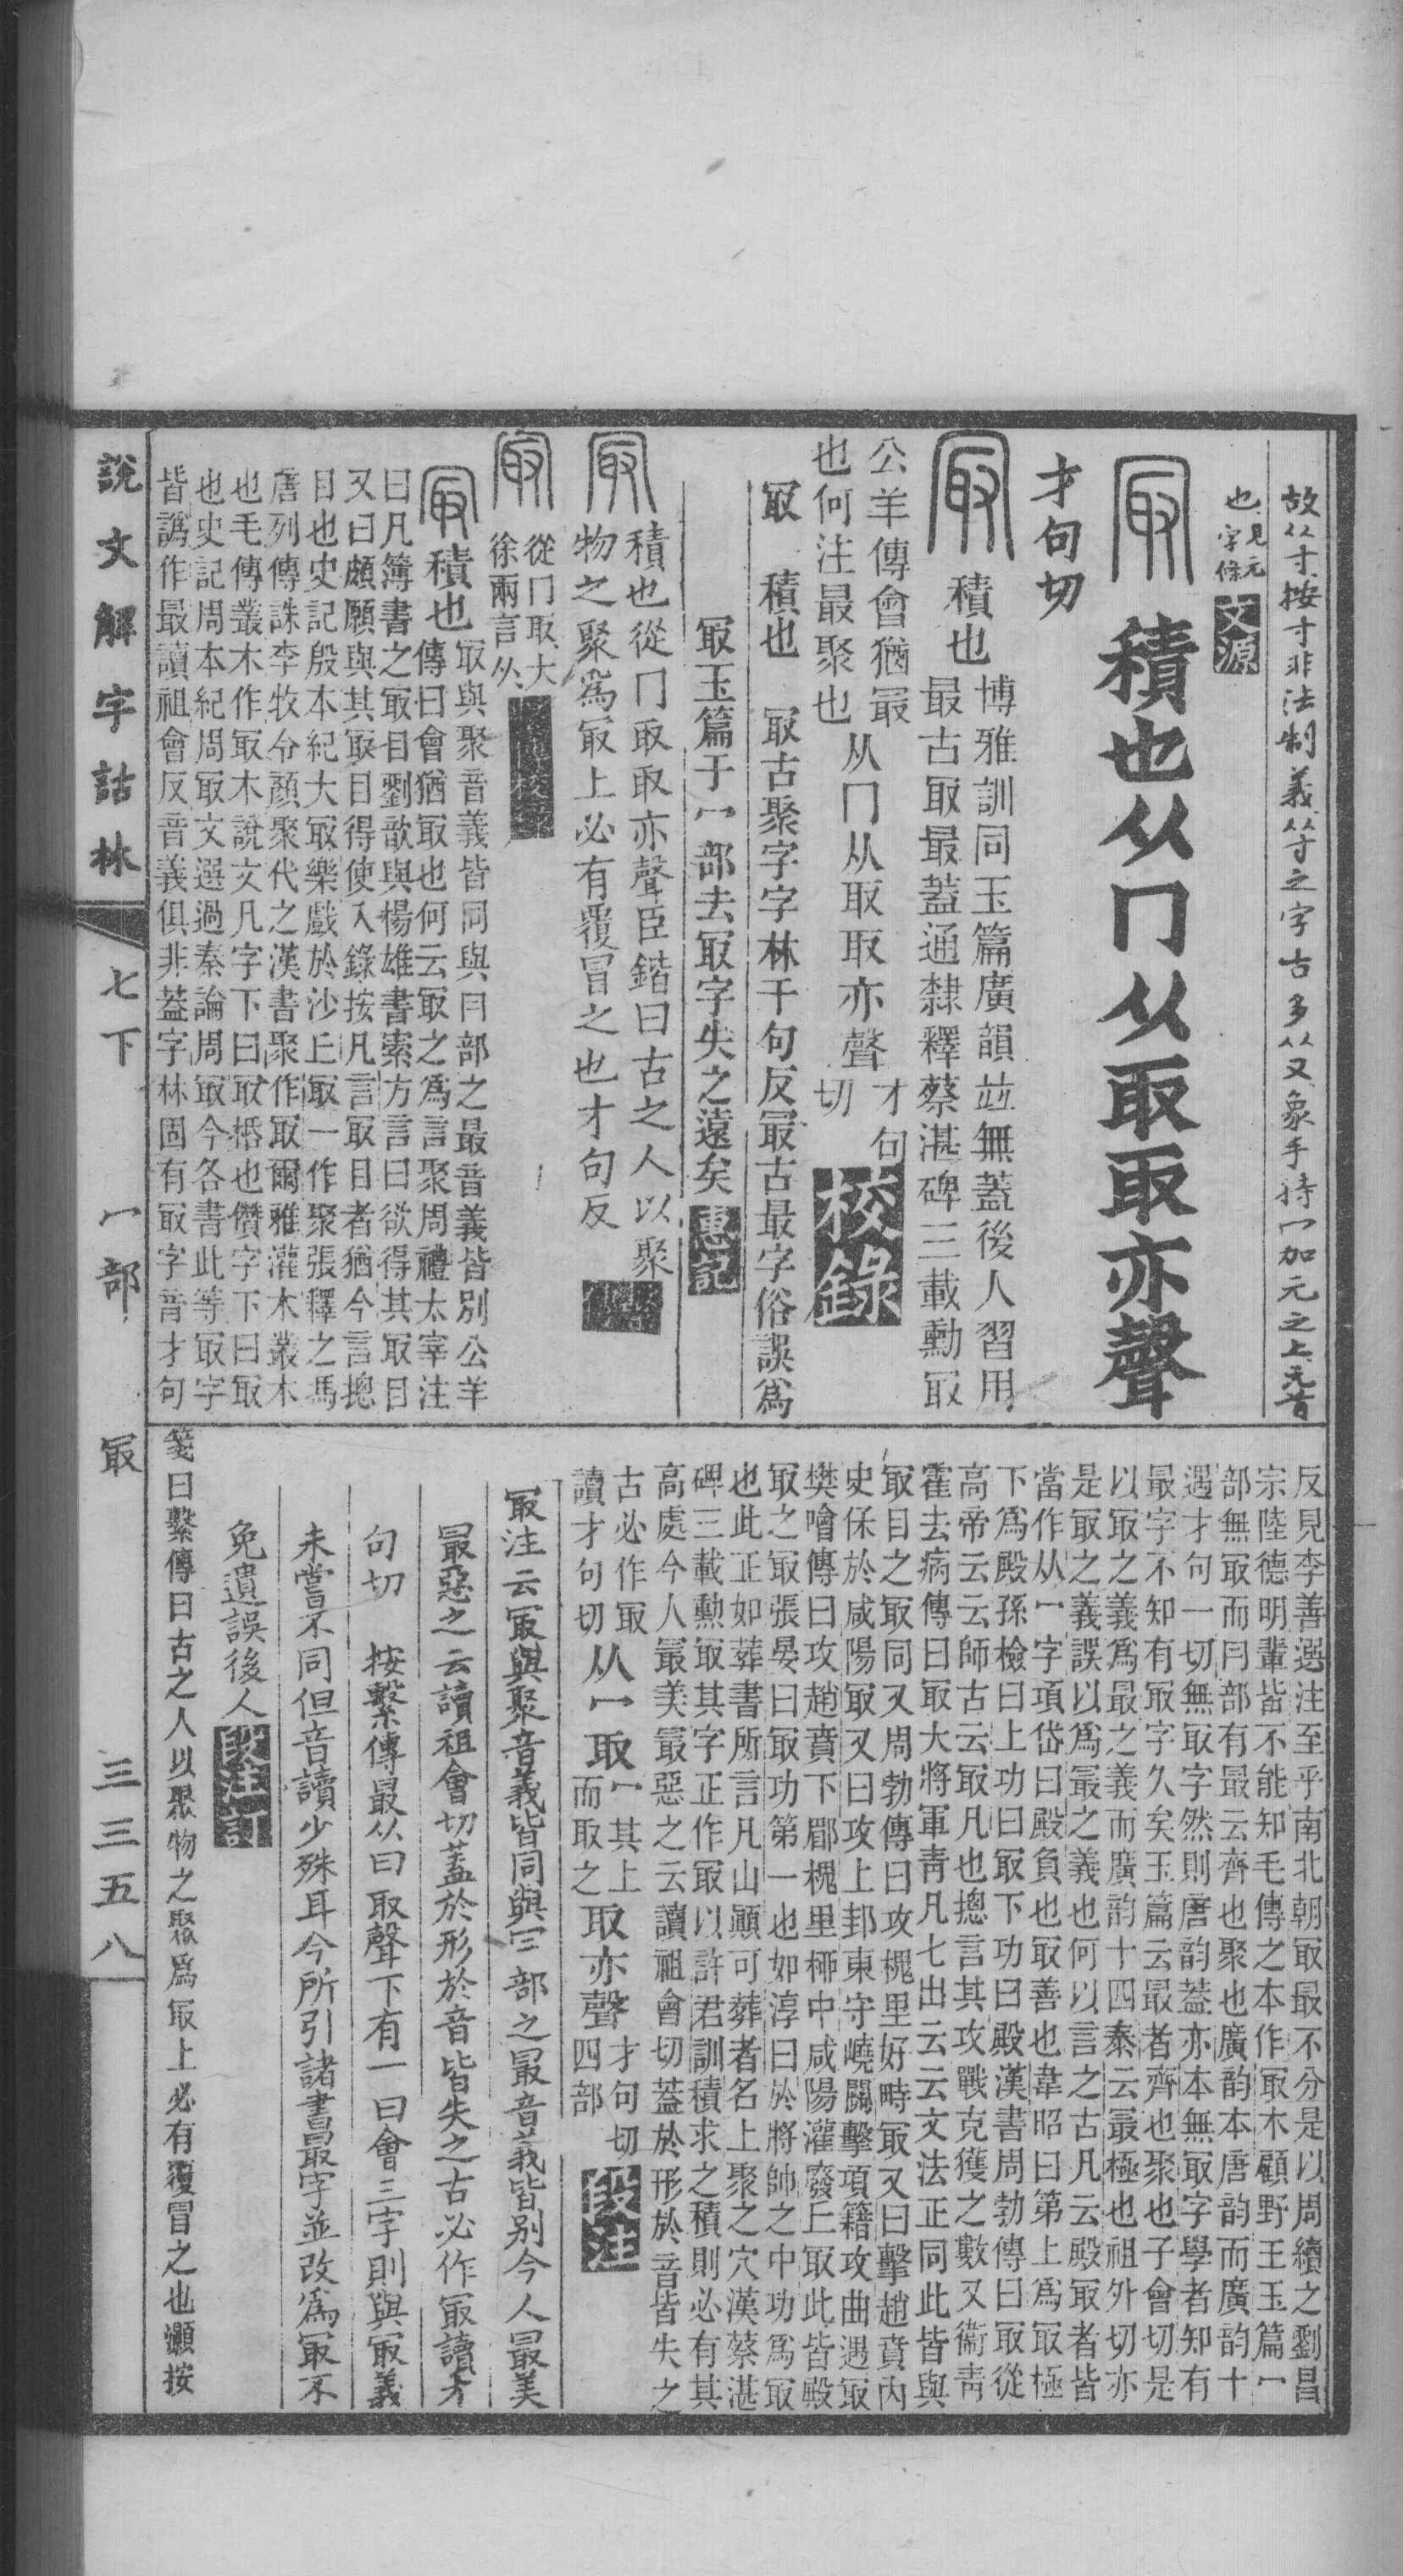 故从寸按寸非法制義寸之字古多从又象手持冖加元之上元首
也見元字條
文源
冣
積也从冂从取取亦聲
才句切
冣
積也博雅訓同玉篇廣韻竝無蓋後人習用
最古冣最蓋通隸釋蔡湛碑三載勳冣
公羊傳會猶最
也何注最聚也从冂从取取亦聲才句切
校錄
冣 積也 冣古聚字字林千句反冣古最字俗誤爲
冣玉篇于冖部去冣字失之遠矣
惠記
冣
積也從冂取取亦聲臣鍇曰古之人以聚
物之聚爲冣上必有覆冒之也才句反
冣
從冂取大
徐兩言从
冣
積也冣與聚音義皆同與冃部之最音義皆別公羊
傳曰會猶冣也何云冣之爲言聚周禮太宰注
曰凡簿書之冣目劉歆與楊雄書索方言曰欲得其冣目
又曰頗願與其冣目得使入錄按凡言冣目者猶今言摠
目也史記殷本紀大冣樂戲於沙丘冣一作聚張釋之馮
唐列傳誅李牧令顏聚代之漢書聚作冣爾雅灌木叢木
也毛傳叢木作冣木說文凡字下曰冣栝也儹字下曰冣
也史記周本紀周冣文選過秦論周冣今各書此等冣字
皆譌作最讀祖會反音義俱非葢字林固有冣字音才句
反見李善選注至乎南北朝冣最不分是以周續之劉昌
宗陸德明輩皆不能知毛傳之本作冣木顧野王玉篇冖
部無冣而冃部有最云齊也聚也廣韵本唐韵而廣韵十
遇才句一切無冣字然則唐韵葢亦本無冣字學者知有
最字不知有冣字久矣玉篇云最者齊也聚也子會切是
以冣之義爲最之義而廣韵十四泰云最極也祖外切亦
是冣之義誤以爲最之義也何以言之古凡云殿冣者皆
當作从冖字項岱曰殿負也冣善也韋昭曰第上爲冣極
下爲殿孫檢曰上功曰冣下功曰殿漢書周勃傳曰冣從
高帝云云師古云冣凡也摠言其攻戰克獲之數又衞靑
霍去病傳曰冣大將軍靑凡七出云云文法正同此皆與
冣目之冣同又周勃傳曰攻槐里好畤冣又曰擊趙賁內
史保於咸陽冣又曰攻上邽東守嶢關擊項籍攻曲遇冣
樊噲傳曰攻趙賁下郿槐里柳中咸陽灌廢丘冣此皆殿
冣之冣張晏曰冣功第一也如淳曰於將帥之中功爲冣
也此正如葬書所言凡山顚可葬者名上聚之穴漢蔡湛
碑三載勳冣其字正作冣以許君訓積求之積則必有其
高處今人最美最惡之云讀祖會切葢於形於音皆失之
古必作冣
讀才句切从冖取冖其上
而取之取亦聲才句切
四部
段注
冣注云冣與聚音義皆同與冃部之最音義皆別今人最美
最惡之云讀祖會切葢於形於音皆失之古必作冣讀才
句切 按繫傳最从冃取聲下有一曰會三字則與冣義
未嘗不同但音讀少殊耳今所引諸書最字並改爲冣不
免遺誤後人
段注訂
箋曰繫傳曰古之人以聚物之聚爲冣上必有覆冒之也灝按
說文解字詁林 七下 冖部 冣 三三五八